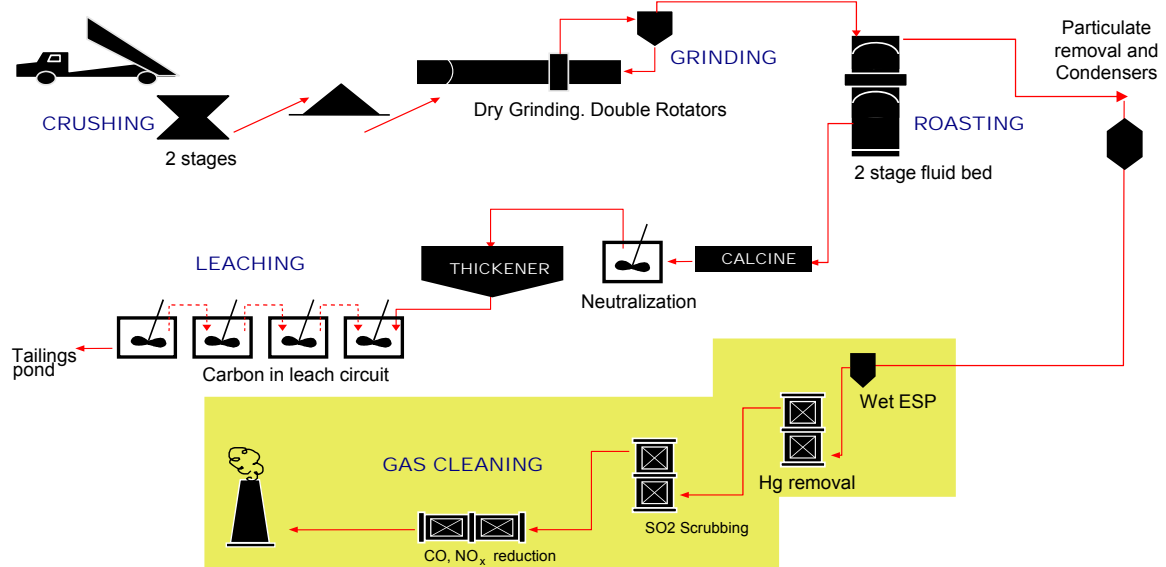 Particulate
removal and
Condensers
GRINDING
Dry Grinding. Double Rotators
CRUSHING
2 stages
ROASTING
2 stage fluid bed
LEACHING
THICKENER
CALCINE
Neutralization
Tailings
pond
Carbon in leach circuit
Wet ESP
GAS CLEANING
Hg removal
SO2 Scrubbing
CO, NOx reduction